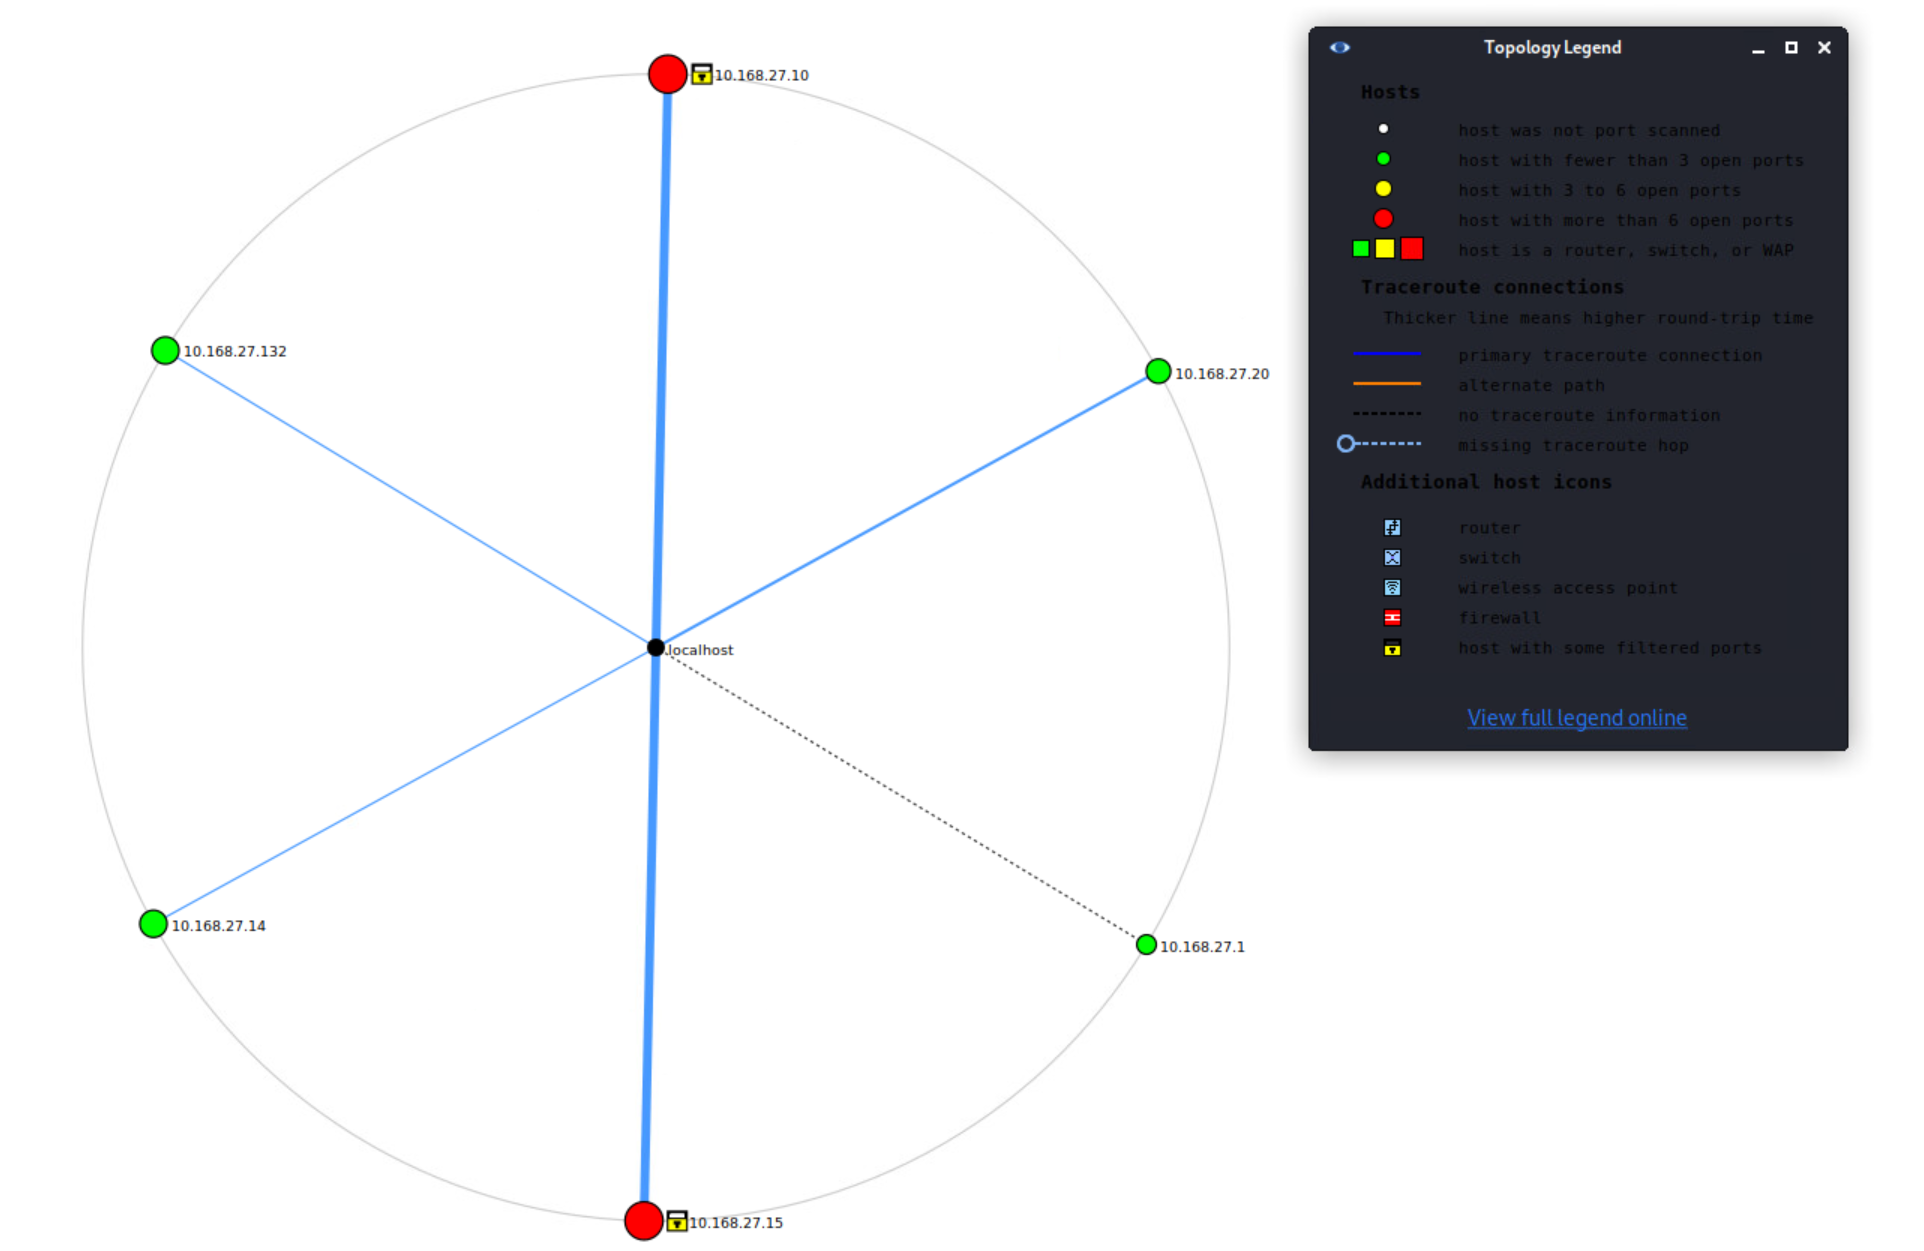 10.168.27.10
10.168.27.132
10.168.27.20
localhost
10.168.27.14
10.168.27.1
10.168.27.15
Topology Legend
Hosts
host was not port scanned
host with fewer than 3 open ports
host with 3 to 6 open ports
host with more than 6 open ports
host is a router, switch, or WAP
Traceroute connections
Thicker line means higher round-trip time
primary traceroute connection
alternate path
no traceroute information
missing traceroute hop
Additional host icons
router
switch
wireless access point
firewall
host with some filtered ports
View full legend online